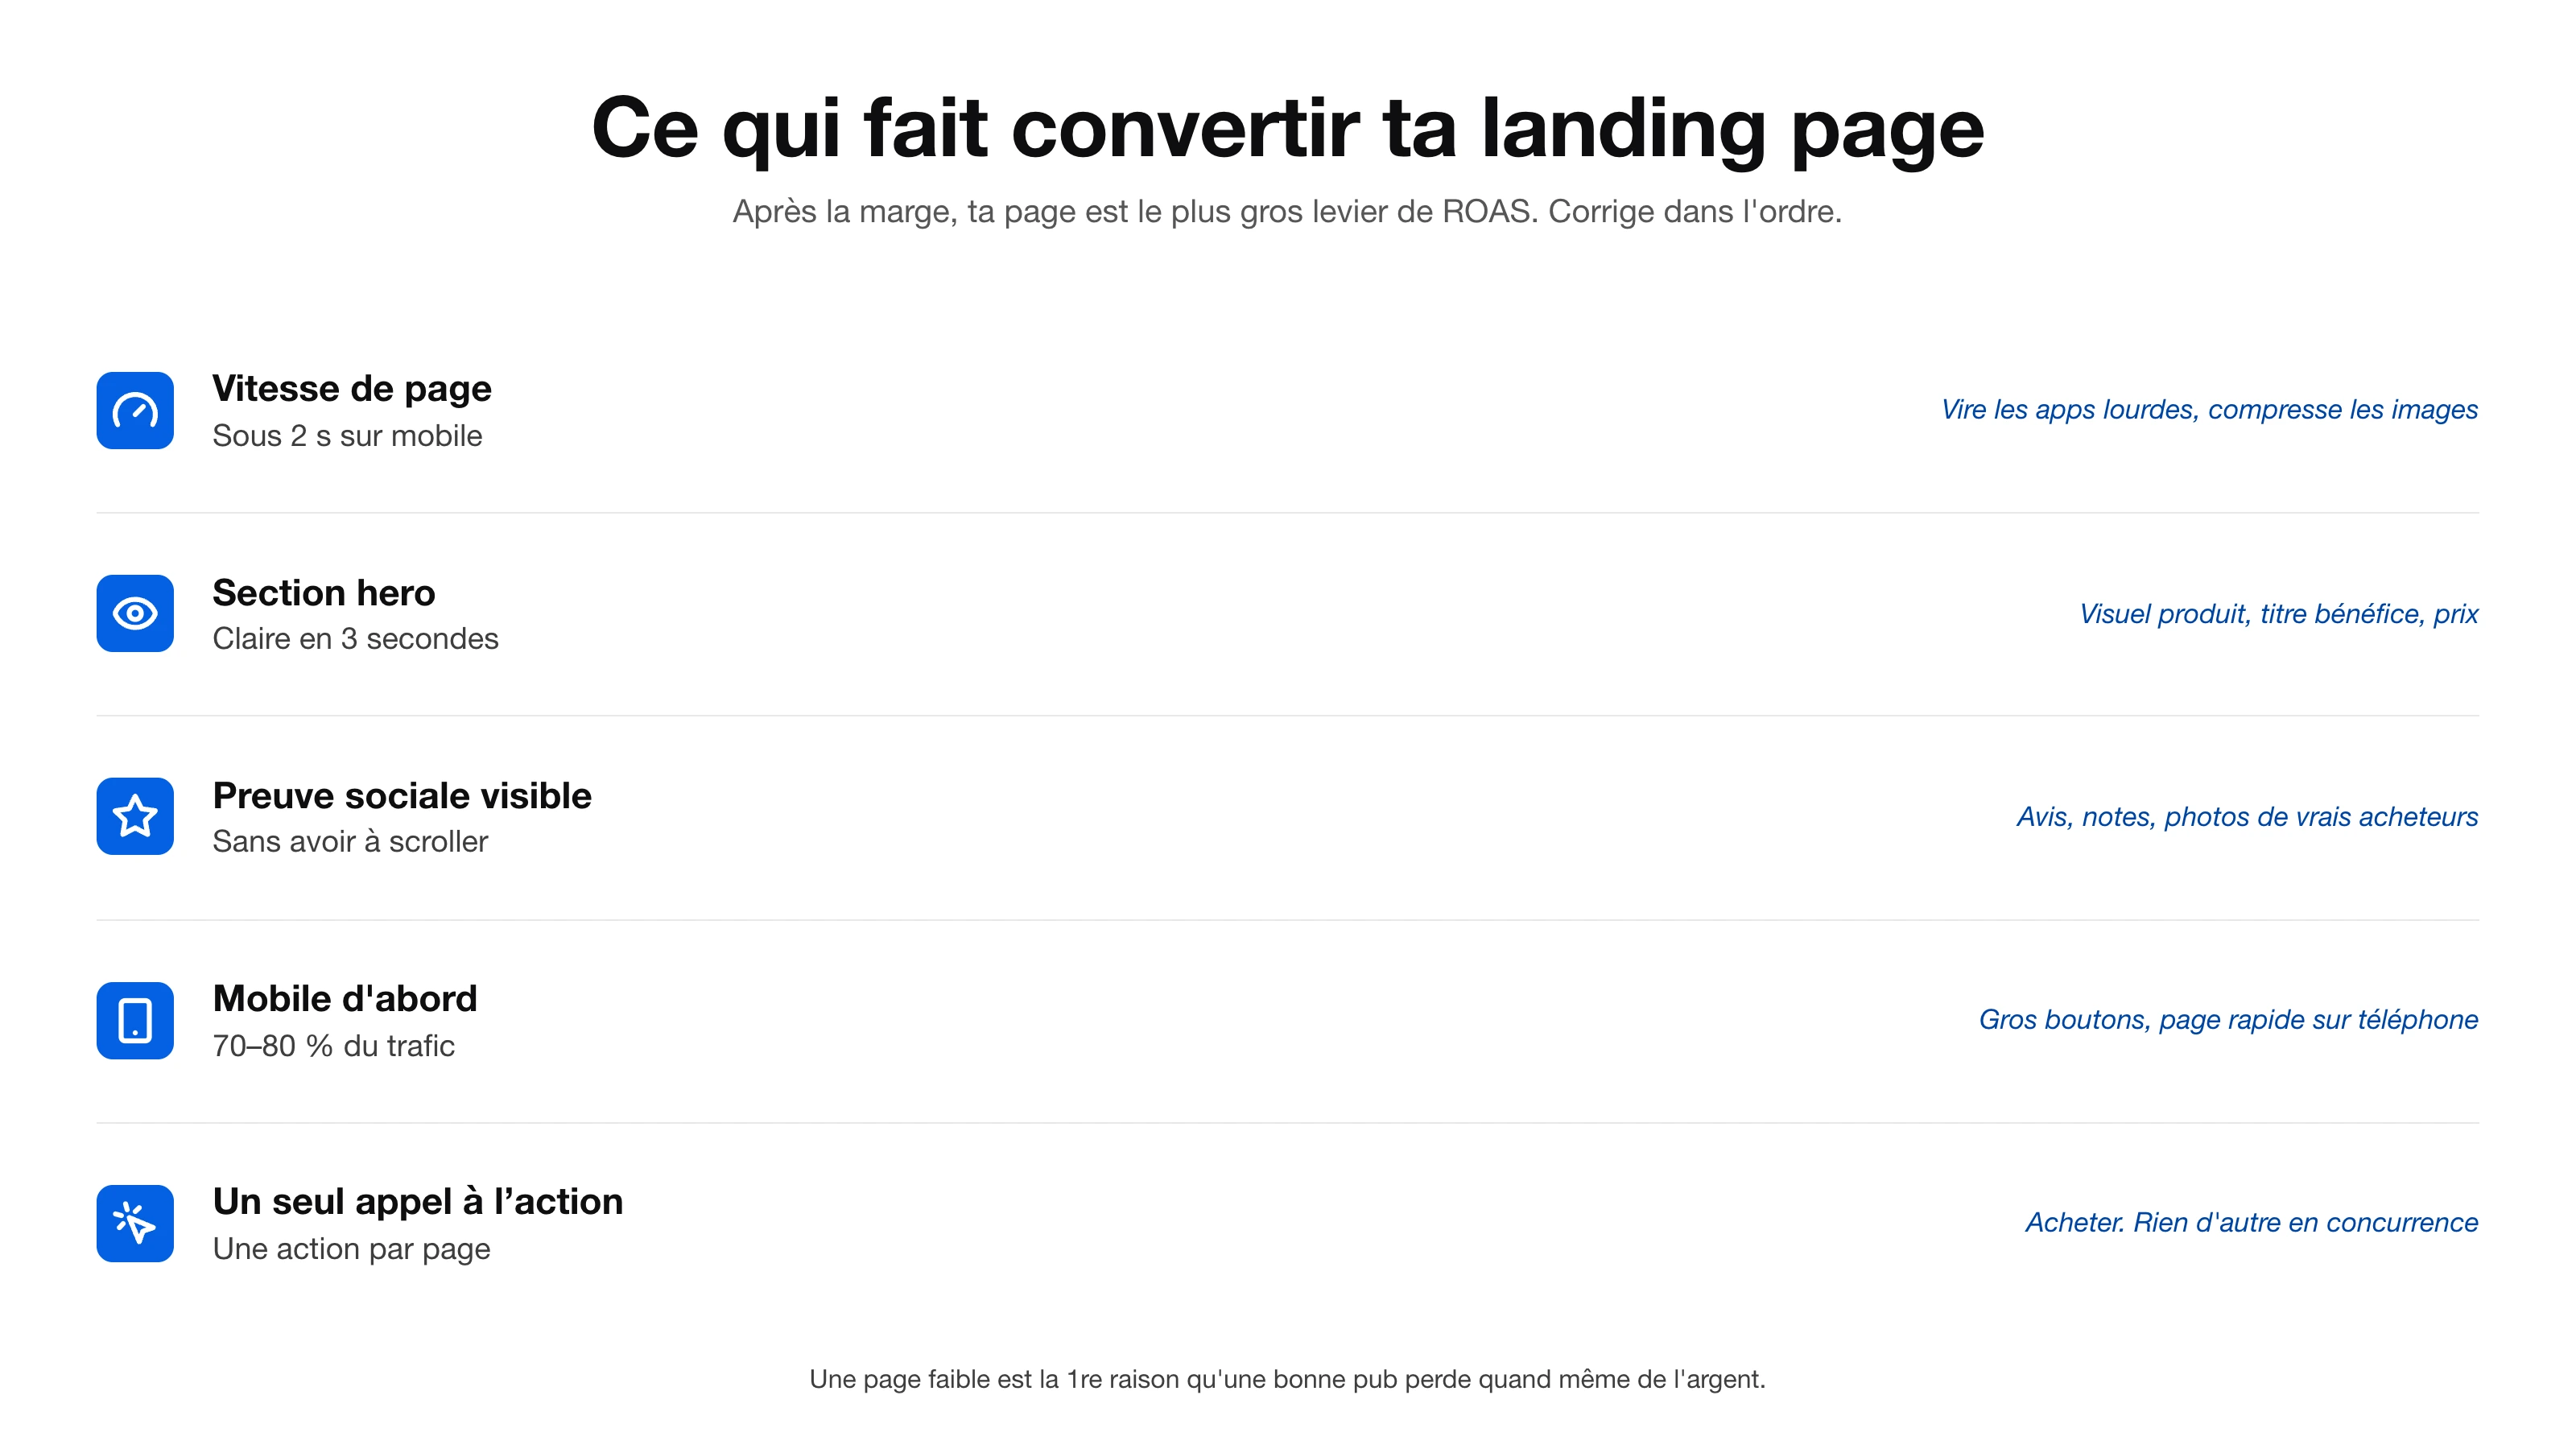 Ce qui fait convertir ta landing page
Après la marge, ta page est le plus gros levier de ROAS. Corrige dans l'ordre.
Vitesse de page
Sous 2 s sur mobile
Vire les apps lourdes, compresse les images
Section hero
Claire en 3 secondes
Visuel produit, titre bénéfice, prix
Preuve sociale visible
Sans avoir à scroller
Avis, notes, photos de vrais acheteurs
Mobile d'abord
70–80 % du trafic
Gros boutons, page rapide sur téléphone
Un seul appel à l’action
Une action par page
Acheter. Rien d'autre en concurrence
Une page faible est la 1re raison qu'une bonne pub perde quand même de l'argent.